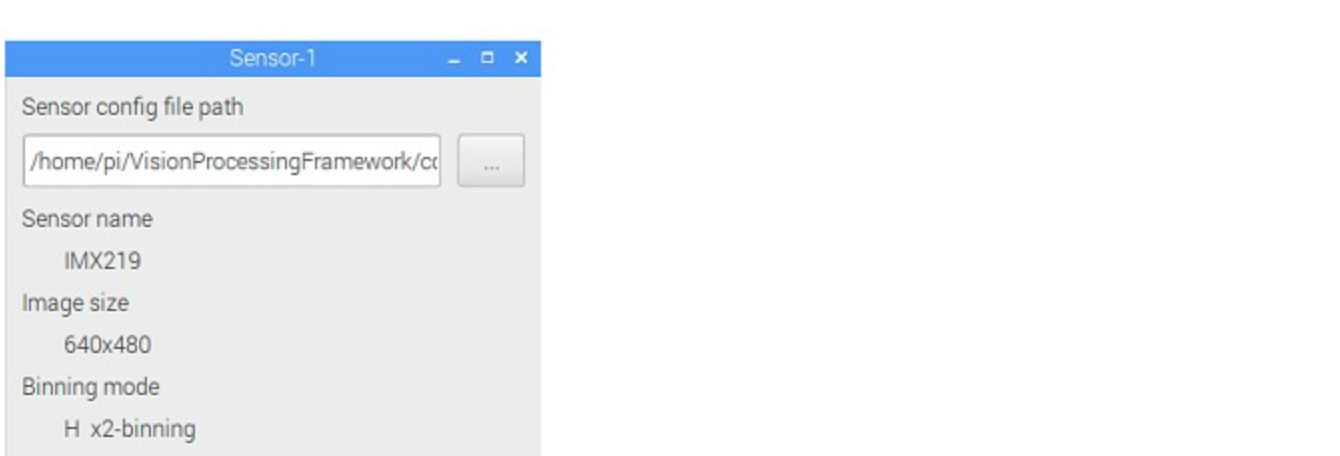 Sensor-1
Sensor config file path
/home/pi/VisionProcessingFramework/co
...
Sensor name
IMX219
Image size
640x480
Binning mode
H x2-binning